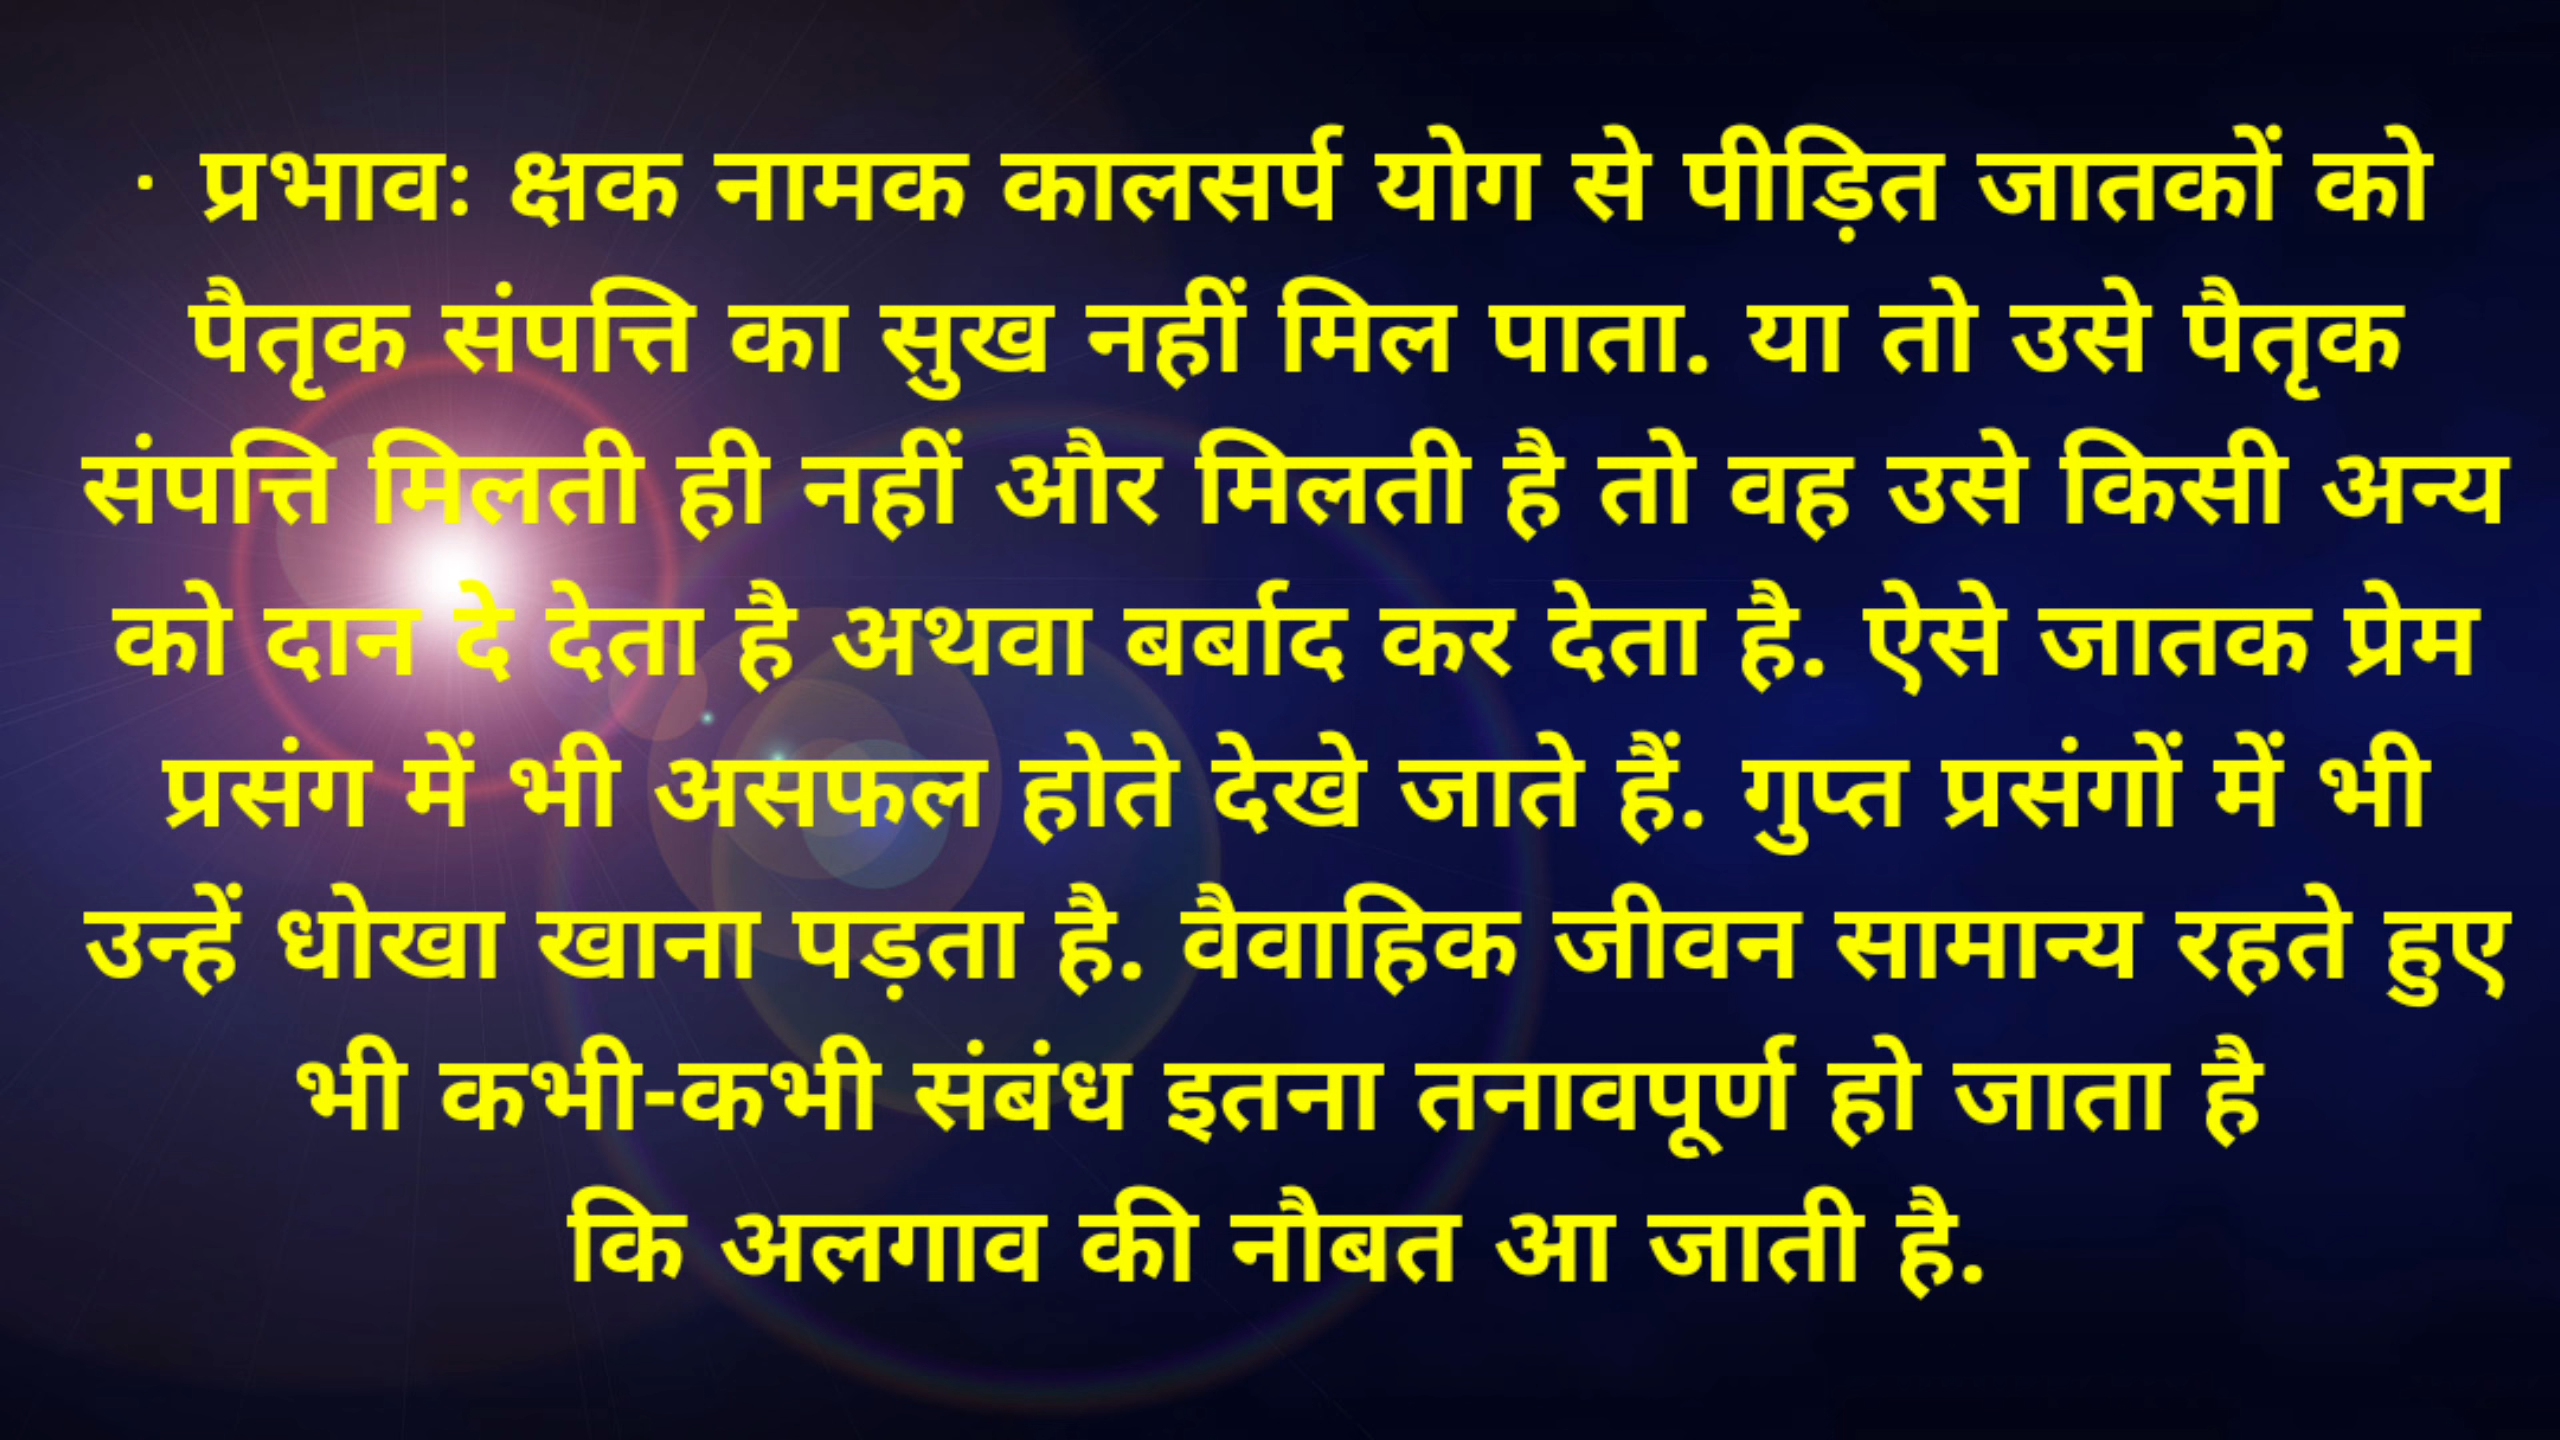 · प्रभाव: क्षक नामक कालसर्प योग से पीड़ित जातकों को
पैतृक संपत्ति का सुख नहीं मिल पाता. या तो उसे पैतृक
संपत्ति मिलती ही नहीं और मिलती है तो वह उसे किसी अन्य
को दान दे देता है अथवा बर्बाद कर देता है. ऐसे जातक प्रेम
प्रसंग में भी असफल होते देखे जाते हैं. गुप्त प्रसंगों में भी
उन्हें धोखा खाना पड़ता है. वैवाहिक जीवन सामान्य रहते हुए
भी कभी-कभी संबंध इतना तनावपूर्ण हो जाता है
कि अलगाव की नौबत आ जाती है.